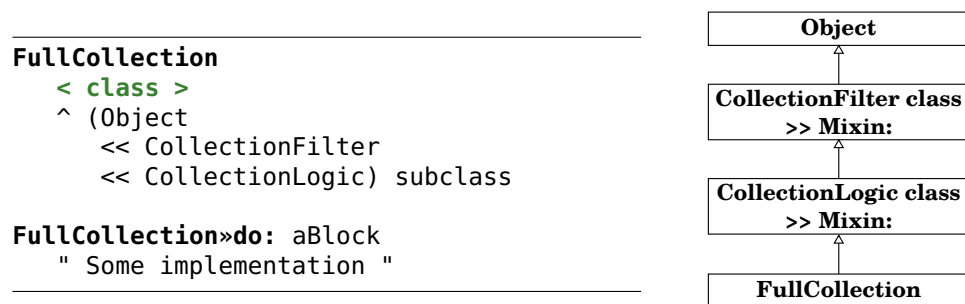 FullCollection
< class >
^ (Object
<< CollectionFilter
<< CollectionLogic) subclass
FullCollection»do: aBlock
" Some implementation "
Object
CollectionFilter class
>> Mixin:
CollectionLogic class
>> Mixin:
FullCollection